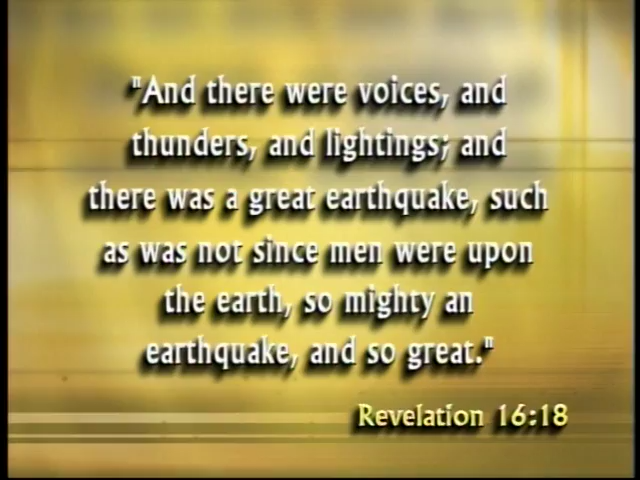 "And there were voices, and
thunders, and lightings; and
there was a great earthquake, such
as was not since men were upon
the earth, so mighty an
earthquake, and so great."
Revelation 16:18